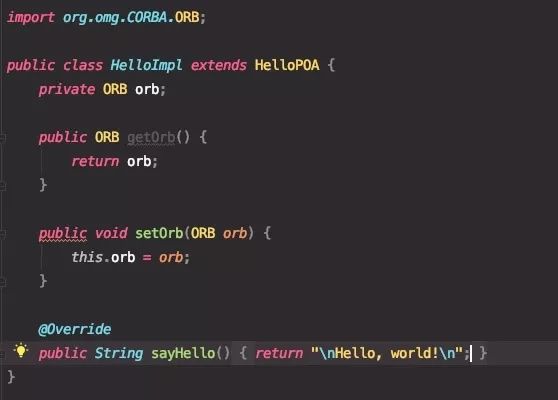 import org.omg.CORBA.ORB;
public class HelloImpl extends HelloPOA {
private ORB orb;
public ORB getOrb() {
return orb;
}
public void setOrb(ORB orb) {
this.orb = orb;
}
@Override
public String sayHello() { return "\nHello, world!\n"; }
}